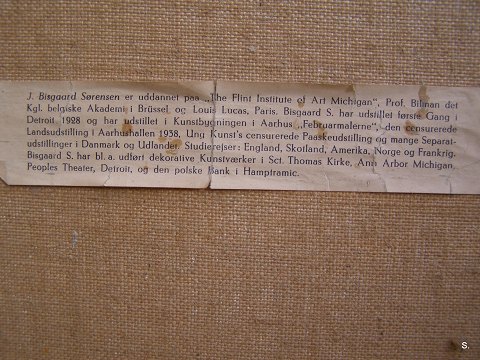 J. Bisgaard Sørensen er uddannet paa „The Flint Institute of Art Michigan“, Prof. Bilman det
Kgl. belgiske Akademi i Brüssel, og Louis Lucas, Paris. Bisgaard S. har udstillet første Gang i
Detroit 1928 og har udstillet i Kunstbygningen i Aarhus „Februarmalerne“, den censurerede
Landsudstilling i Aarhushallen 1938, Ung Kunst's censurerede Paaskeudstilling og mange Separat-
udstillinger i Danmark og Udlandet. Studierejser: England, Skotland, Amerika, Norge og Frankrig.
Bisgaard S. har bl. a. udført dekorative Kunstværker i Sct. Thomas Kirke, Ann Arbor Michigan,
Peoples Theater, Detroit, og den polske Bank i Hamptramic.
S.